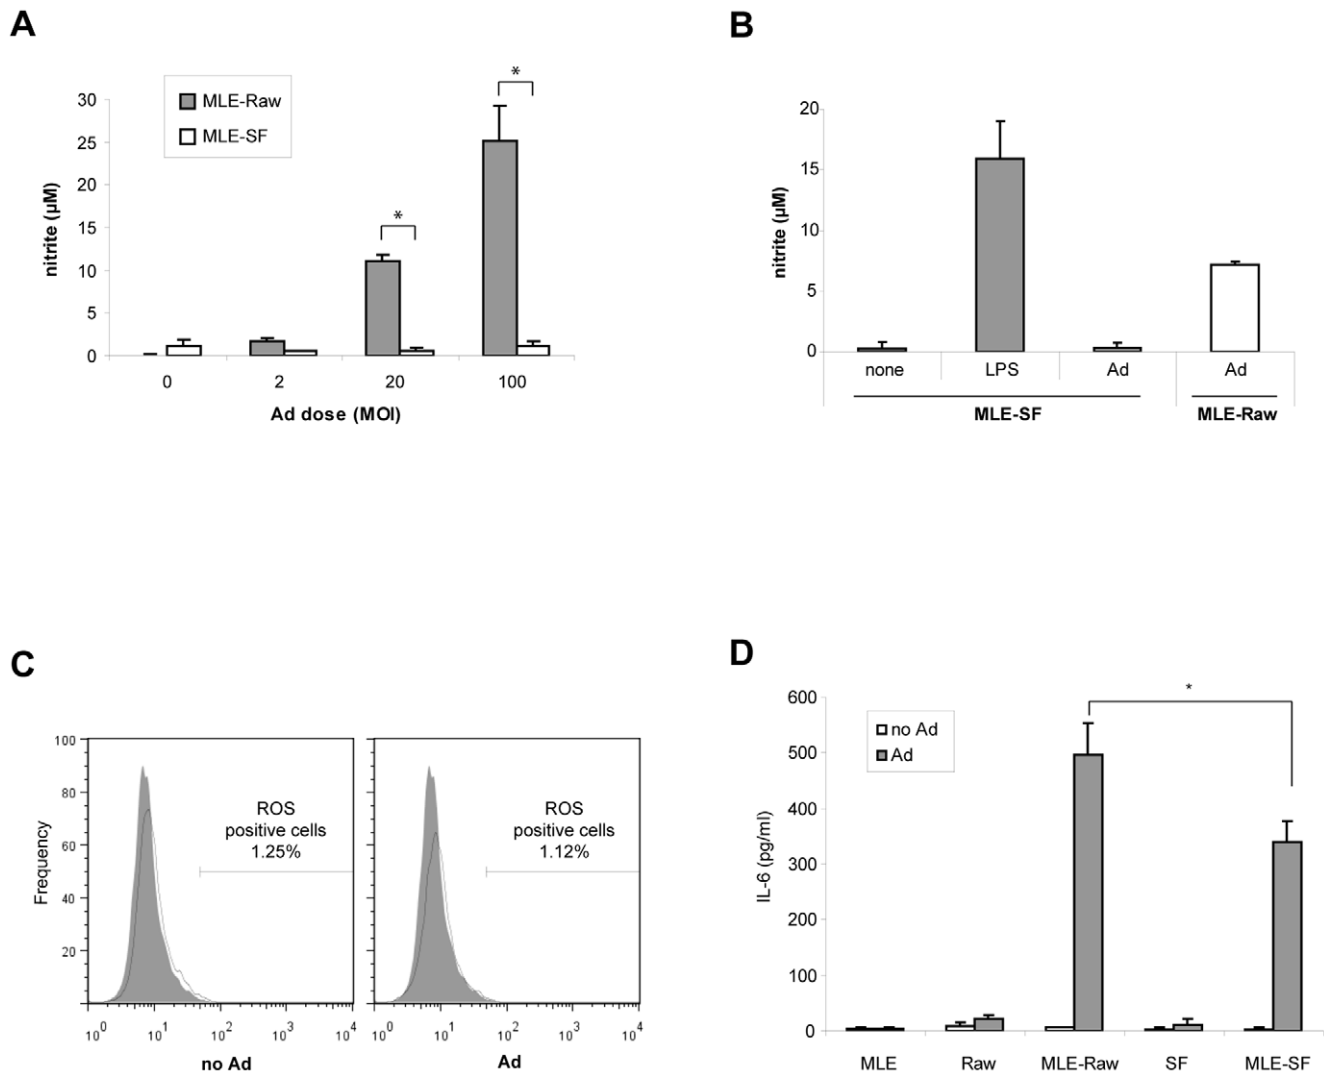 A
MLE-Raw
MLE-SF
*
*
30
25
20
15
10
5
0
nitrite (µM)
0 2 20 100
Ad dose (MOI)
B
20
15
10
5
0
nitrite (µM)
none LPS Ad Ad
MLE-SF MLE-Raw
C
100
80
60
40
20
Frequency
ROS
positive cells
1.25%
10^0 10^1 10^2 10^3 10^4
no Ad
ROS
positive cells
1.12%
10^0 10^1 10^2 10^3 10^4
Ad
D
600
500
400
300
200
100
0
IL-6 (pg/ml)
no Ad
Ad
*
MLE Raw MLE-Raw SF MLE-SF